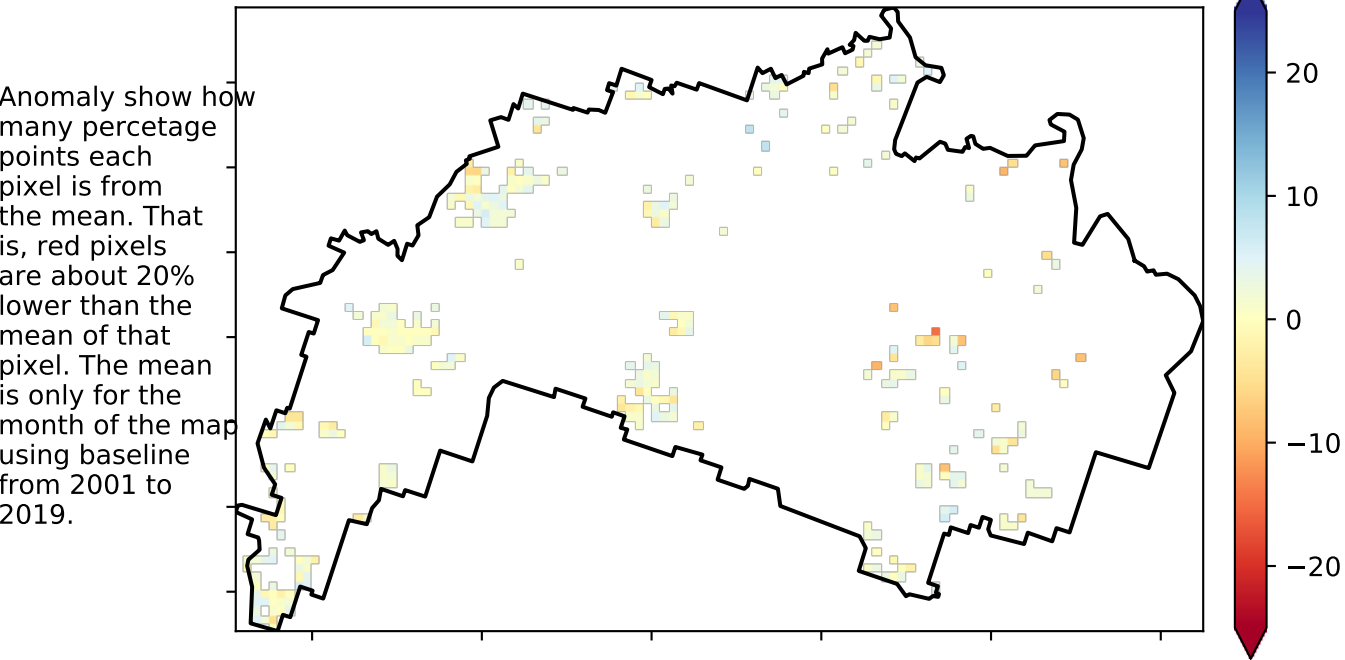 Anomaly show how
many percetage
points each
pixel is from
the mean. That
is, red pixels
are about 20%
lower than the
mean of that
pixel. The mean
is only for the
month of the map
using baseline
from 2001 to
2019.
20
10
0
−10
−20